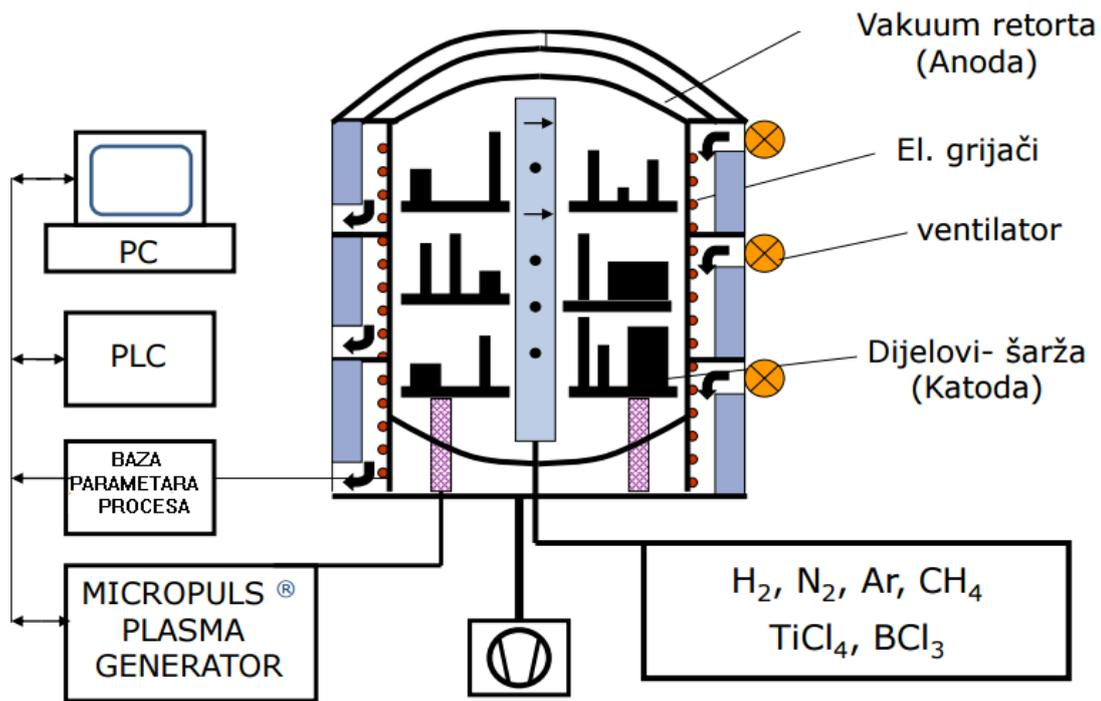 Vakuum retorta
(Anoda)
El. grijači
ventilator
Dijelovi- šarža
(Katoda)
PC
PLC
BAZA
PARAMETARA
PROCESA
MICROPULS ®
PLASMA
GENERATOR
H₂, N₂, Ar, CH₄
TiCl₄, BCl₃